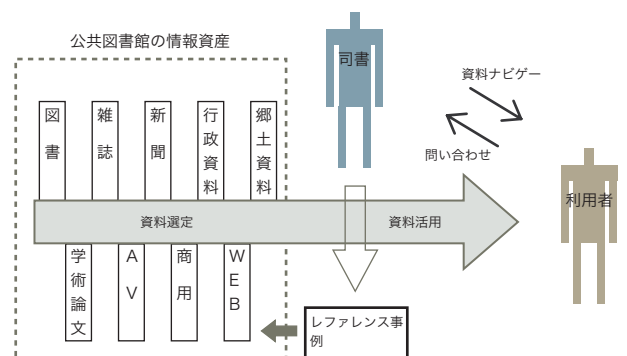 公共図書館の情報資産
司書
資料ナビゲー
問い合わせ
利用者
図書
雑誌
新聞
行政資料
郷土資料
資料選定
資料活用
学術論文
AV
商用
WEB
レファレンス事
例